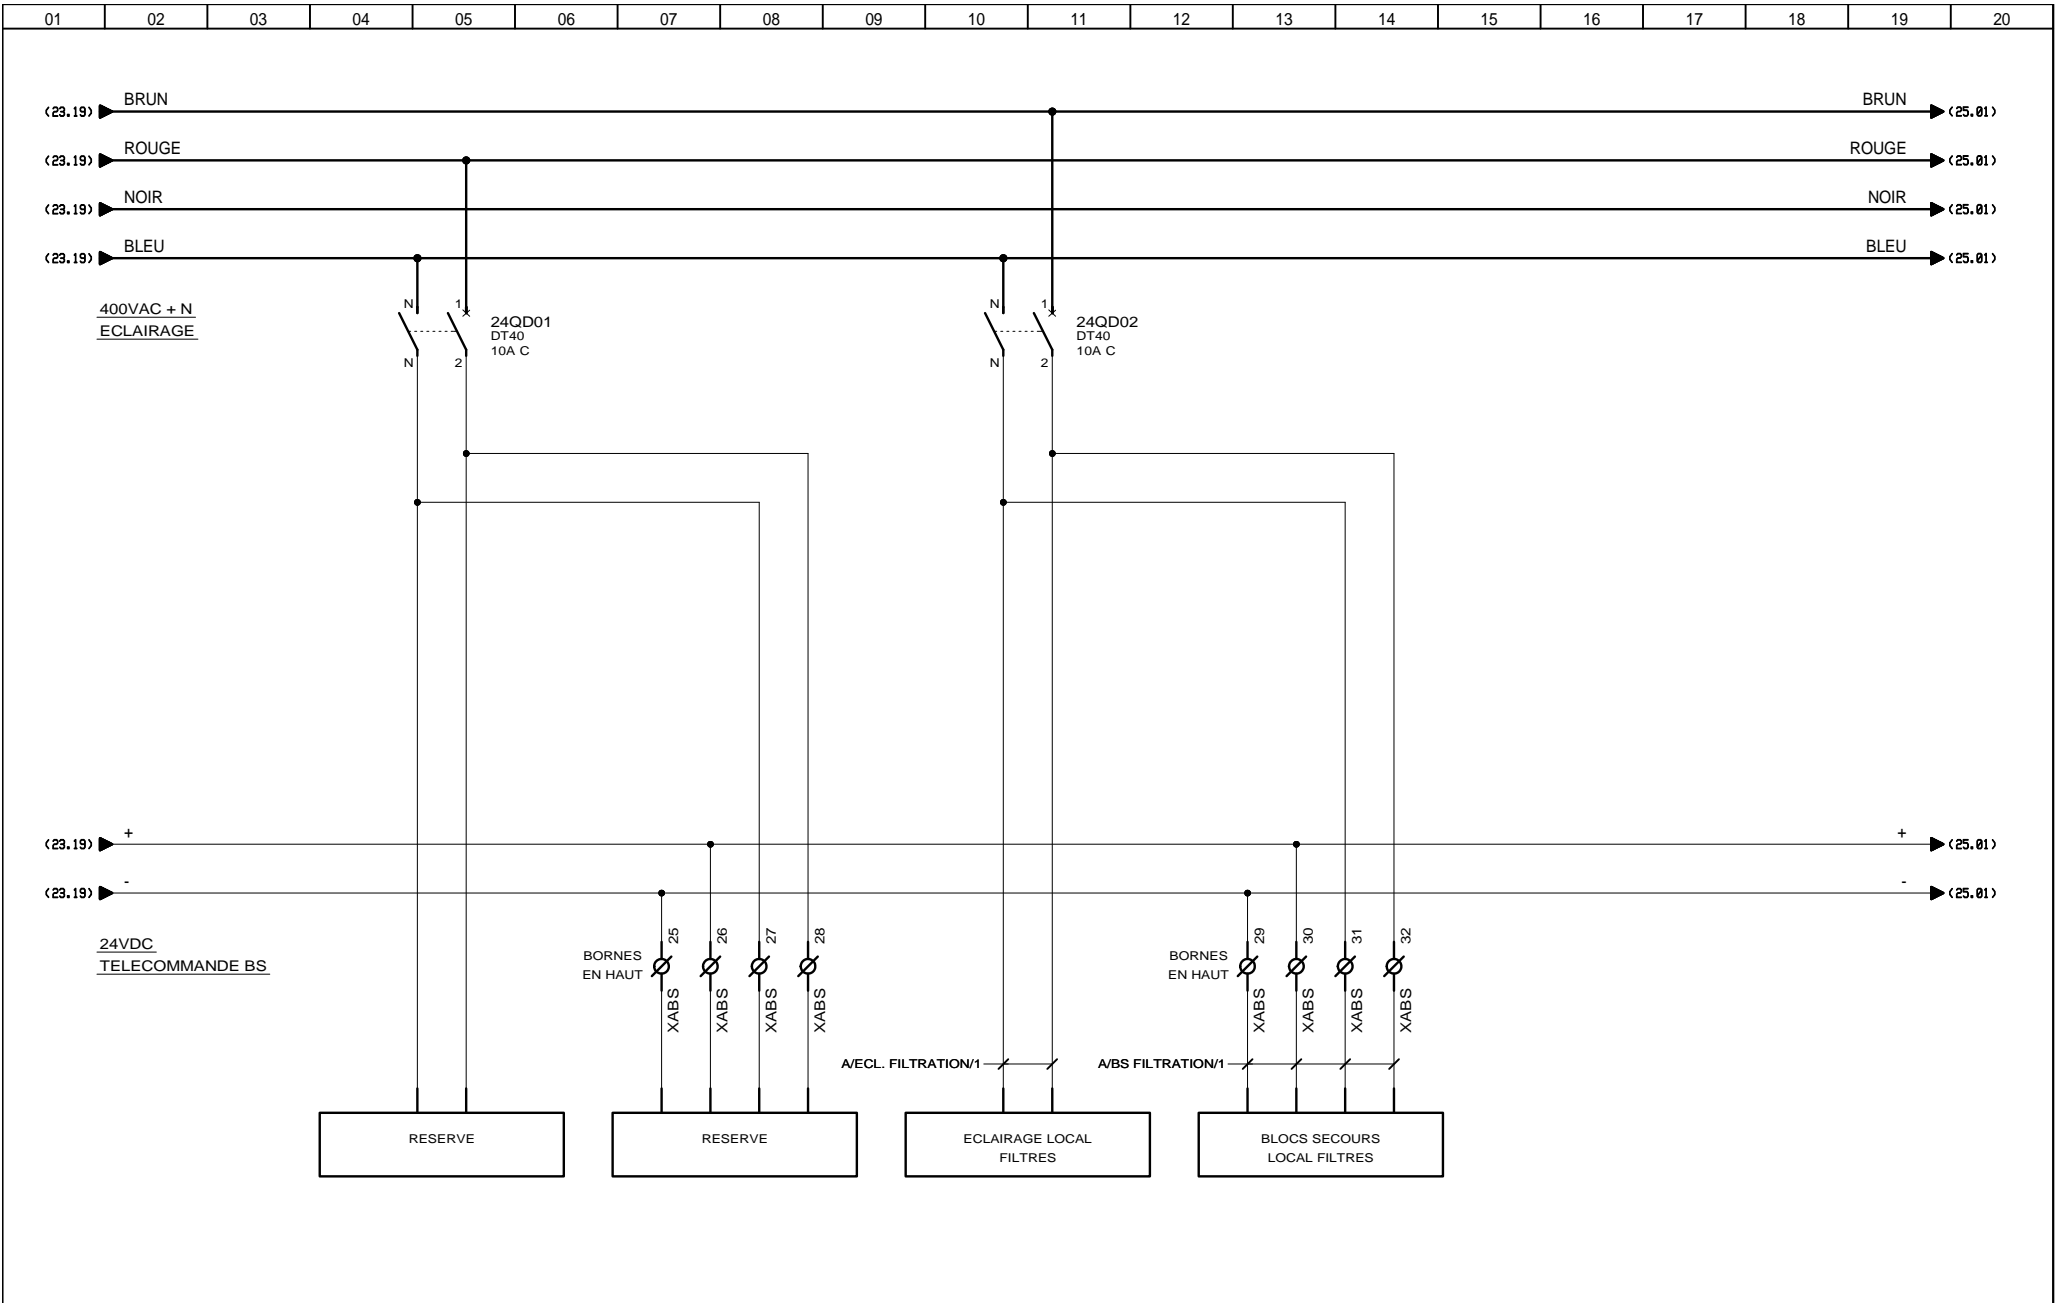 01 02 03 04 05 06 07 08 09 10 11 12 13 14 15 16 17 18 19 20
(23.19) BRUN BRUN (25.01)
(23.19) ROUGE ROUGE (25.01)
(23.19) NOIR NOIR (25.01)
(23.19) BLEU BLEU (25.01)
400VAC + N
ECLAIRAGE
N 1
24QD01
DT40
10A C
N 2
N 1
24QD02
DT40
10A C
N 2
(23.19) + + (25.01)
(23.19) - - (25.01)
24VDC
TELECOMMANDE BS
BORNES
EN HAUT
25 26 27 28
XABS XABS XABS XABS
BORNES
EN HAUT
29 30 31 32
XABS XABS XABS XABS
A/ECL. FILTRATION/1
A/BS FILTRATION/1
RESERVE
RESERVE
ECLAIRAGE LOCAL
FILTRES
BLOCS SECOURS
LOCAL FILTRES